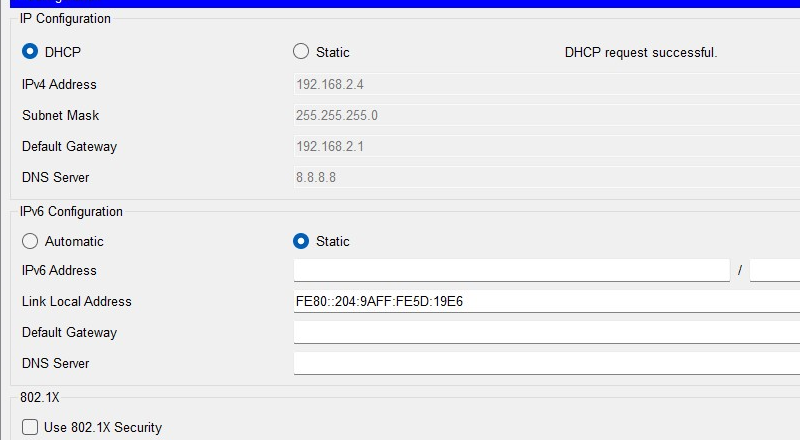 IP Configuration
DHCP Static DHCP request successful.
IPv4 Address 192.168.2.4
Subnet Mask 255.255.255.0
Default Gateway 192.168.2.1
DNS Server 8.8.8.8
IPv6 Configuration
Automatic Static
IPv6 Address /
Link Local Address FE80::204:9AFF:FE5D:19E6
Default Gateway
DNS Server
802.1X
Use 802.1X Security